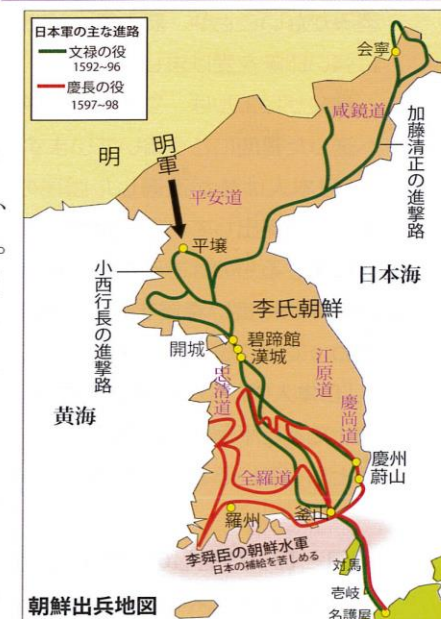 日本軍の主な進路
文禄の役
1592~96
慶長の役
1597~98
会寧
咸鏡道
加藤清正の進撃路
明
明軍
平安道
平壌
日本海
小西行長の進撃路
李氏朝鮮
碧蹄館
開城
漢城
江原道
忠清道
黄海
慶尚道
慶州
蔚山
全羅道
羅州
釜山
李舜臣の朝鮮水軍
日本の補給を苦しめる
対馬
壱岐
名護屋
朝鮮出兵地図
、
。